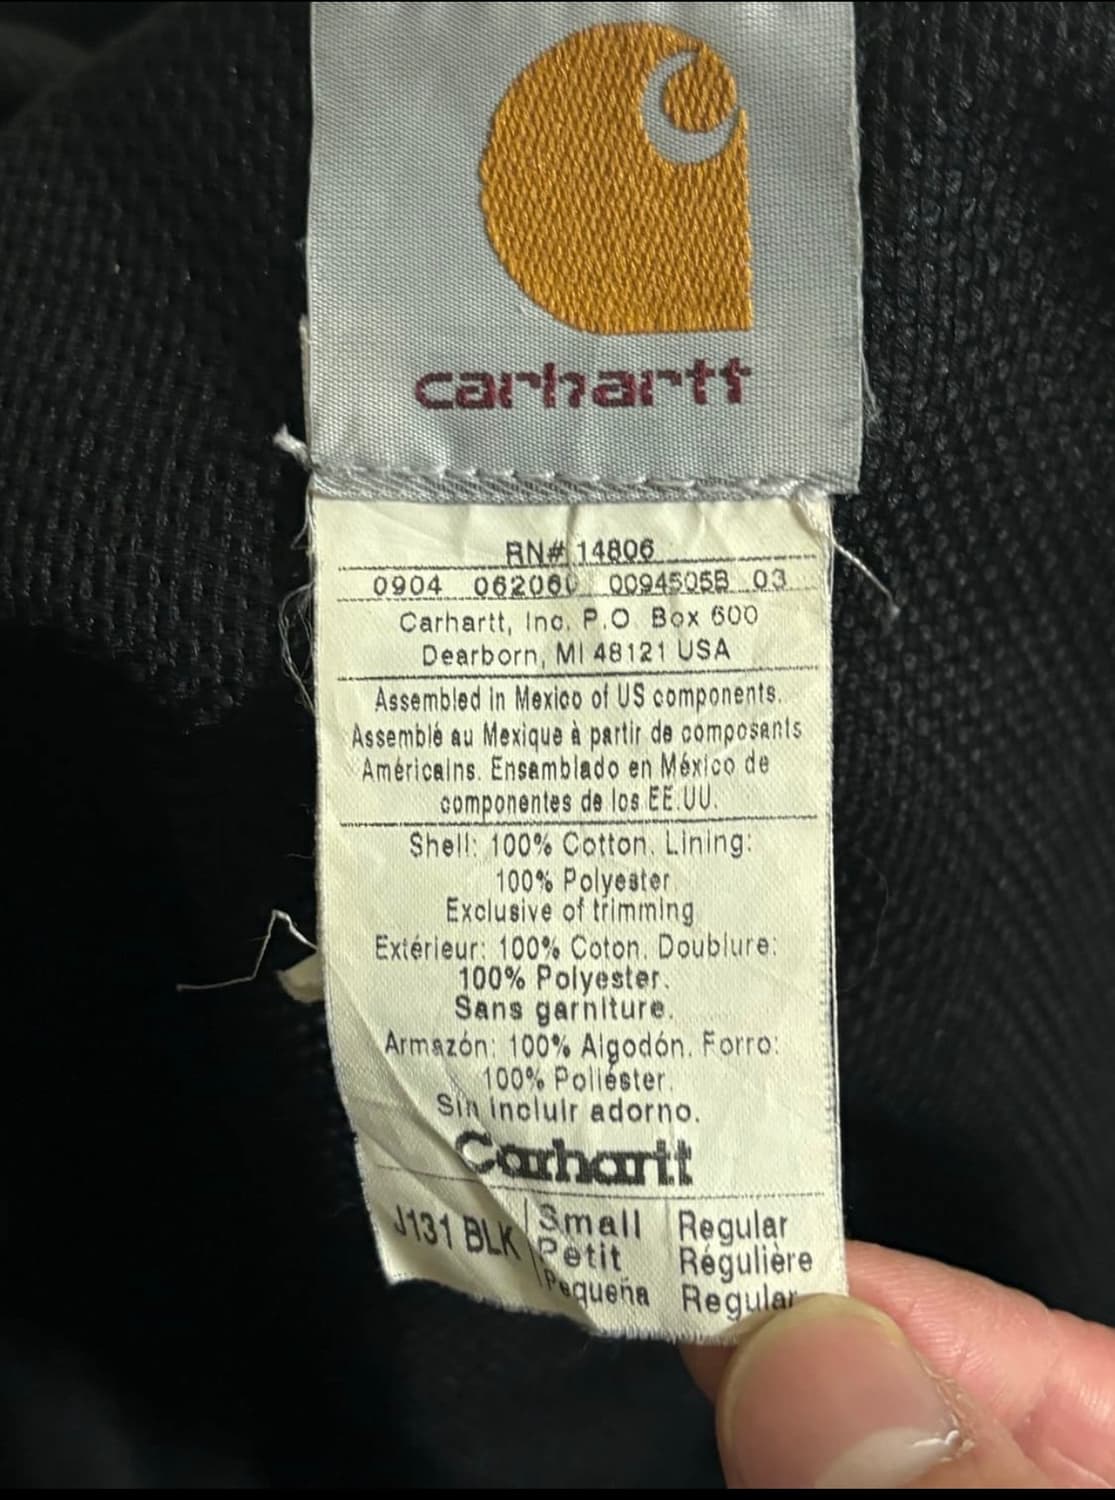 carhartt
RN# 14806
0904 0094505B 03
Carhartt, Inc. P.O. Box 600
Dearborn, MI 48121 USA
Assembled in Mexico of US components.
Assemblé au Mexique à partir de composants
Américains. Ensamblado en México de
componentes de los EE.UU.
Shell: 100% Cotton. Lining:
100% Polyester
Exclusive of trimming
Extérieur: 100% Coton. Doublure:
100% Polyester.
Sans garniture.
Armazón: 100% Algodón. Forro:
100% Poliéster.
Sin incluir adorno.
Carhartt
J131 BLK Small Regular
Petit Régulière
Pequeña Regular